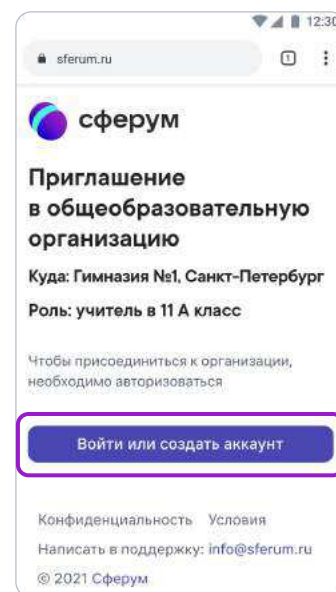 12:30
sferum.ru 1
сферум
Приглашение
в общеобразовательную
организацию
Куда: Гимназия №1, Санкт-Петербург
Роль: учитель в 11 А класс
Чтобы присоединиться к организации,
необходимо авторизоваться
Войти или создать аккаунт
Конфиденциальность Условия
Написать в поддержку: info@sferum.ru
© 2021 Сферум